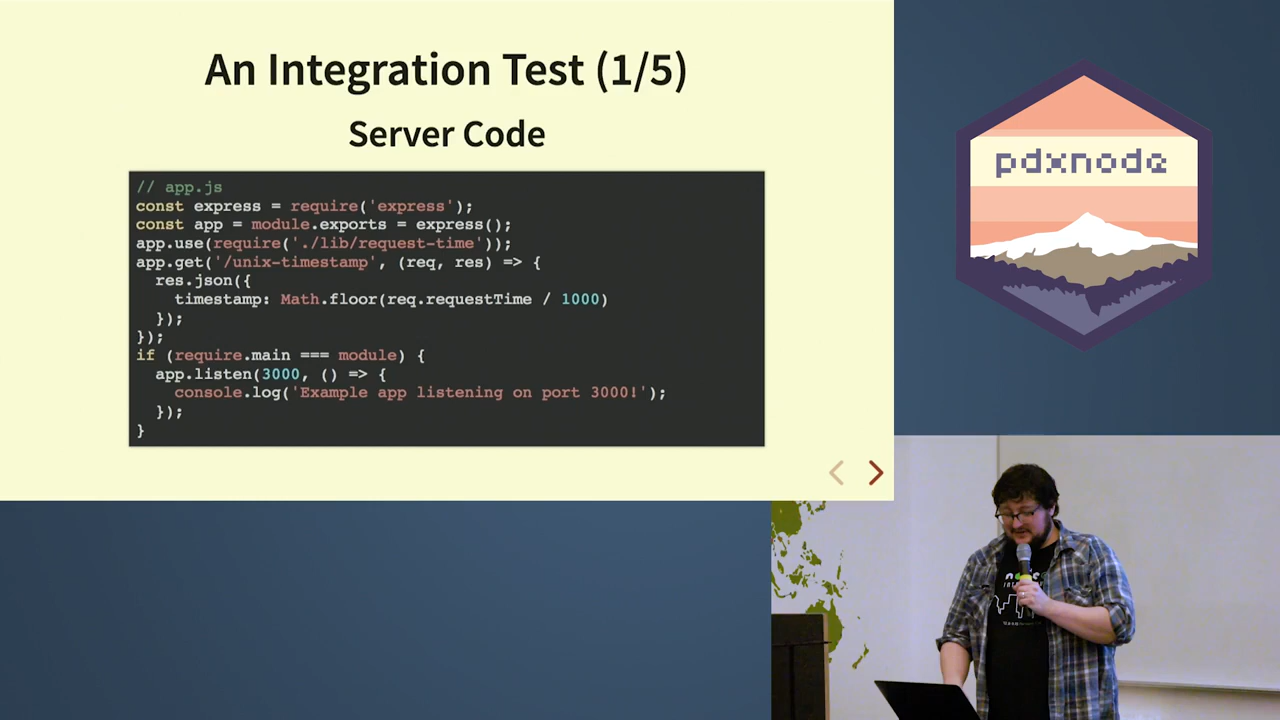 An Integration Test (1/5)
Server Code
// app.js
const express = require('express');
const app = module.exports = express();
app.use(require('./lib/request-time'));
app.get('/unix-timestamp', (req, res) => {
  res.json({
    timestamp: Math.floor(req.requestTime / 1000)
  });
});
if (require.main === module) {
  app.listen(3000, () => {
    console.log('Example app listening on port 3000!');
  });
}
pdxnode